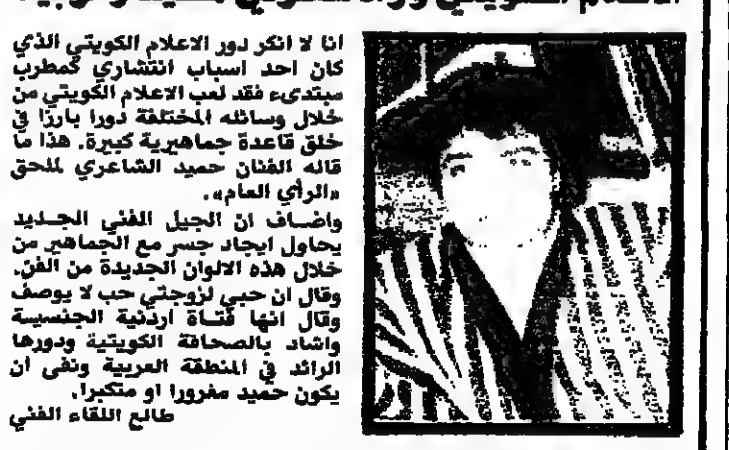 انا لا انكر دور الاعلام الكويتي الذي
كان احد اسباب انتشاري كمطرب
مبتدىء فقد لعب الاعلام الكويتي من
خلال وسائله المختلفة دورا بارزا في
خلق قاعدة جماهيرية كبيرة. هذا ما
قاله الفنان حميد الشاعري لملحق
«الرأي العام».
واضاف ان الجيل الفني الجديد
يحاول ايجاد جسر مع الجماهير من
خلال هذه الالوان الجديدة من الفن.
وقال ان حبي لزوجتي حب لا يوصف
وقال انها فتاة اردنية الجنسية
واشاد بالصحافة الكويتية ودورها
الرائد في المنطقة العربية ونفى ان
يكون حميد مغرورا او متكبرا.
طالع اللقاء الفني